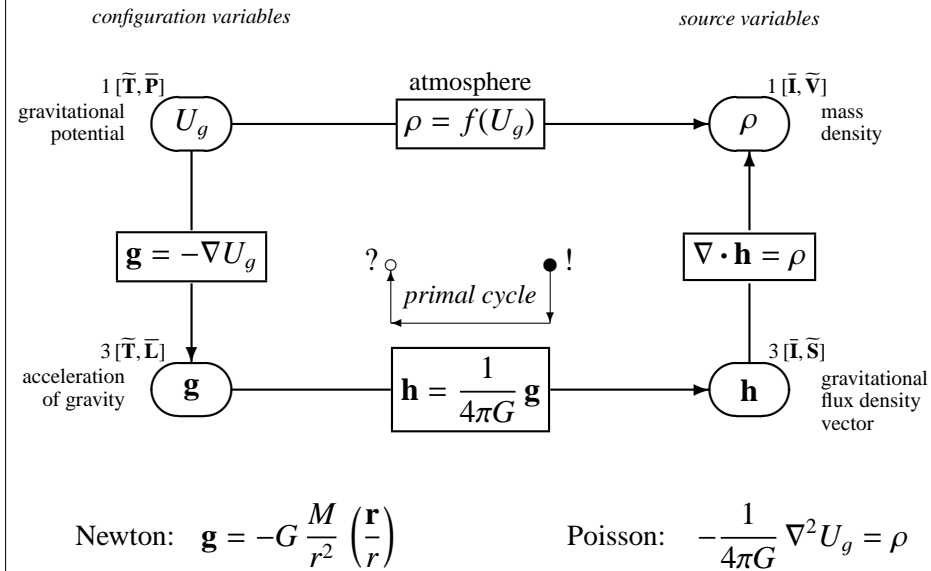 configuration variables
source variables
1 [T̃, P̄]
gravitational
potential
U_g
atmosphere
ρ = f(U_g)
1 [Ī, Ṽ]
ρ
mass
density
g = −∇U_g
? !
primal cycle
∇ · h = ρ
3 [T̃, L̄]
acceleration
of gravity
g
h = 1/(4πG) g
3 [Ī, S̃]
h
gravitational
flux density
vector
Newton: g = −G M/r² (r/r)
Poisson: −1/(4πG) ∇²U_g = ρ